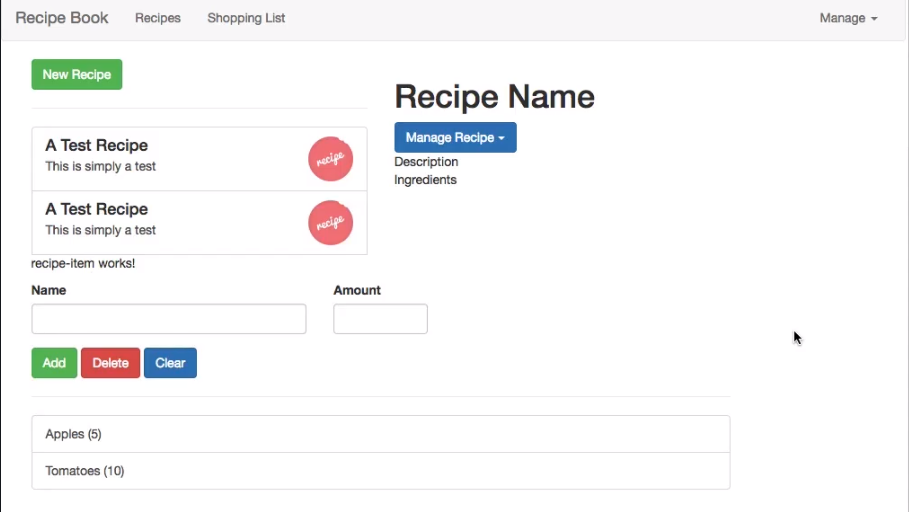 Recipe Book Recipes Shopping List Manage
New Recipe
A Test Recipe
This is simply a test
recipe
A Test Recipe
This is simply a test
recipe
recipe-item works!
Recipe Name
Manage Recipe
Description
Ingredients
Name Amount
Add Delete Clear
Apples (5)
Tomatoes (10)